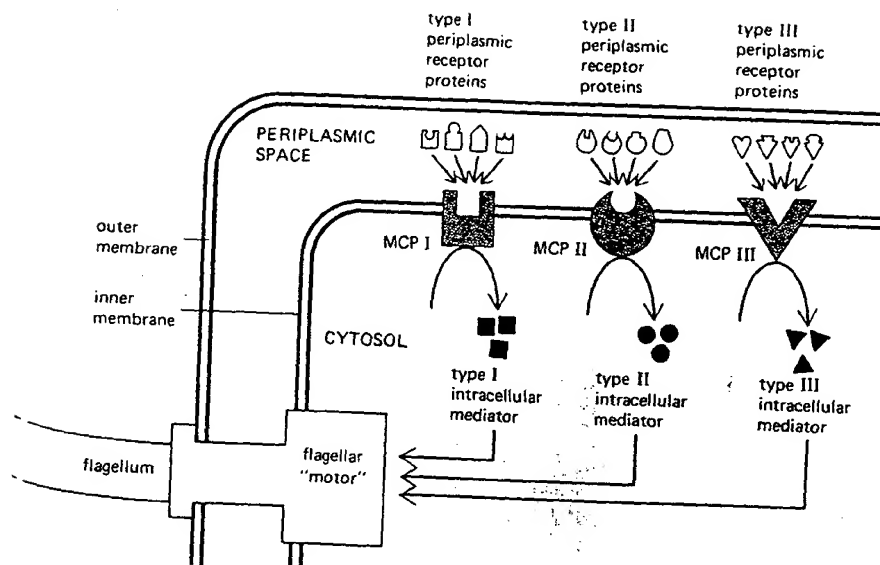 type I
periplasmic
receptor
proteins
type II
periplasmic
receptor
proteins
type III
periplasmic
receptor
proteins
PERIPLASMIC
SPACE
outer
membrane
MCP I
MCP II
MCP III
inner
membrane
CYTOSOL
type I
intracellular
mediator
type II
intracellular
mediator
type III
intracellular
mediator
flagellum
flagellar
"motor"